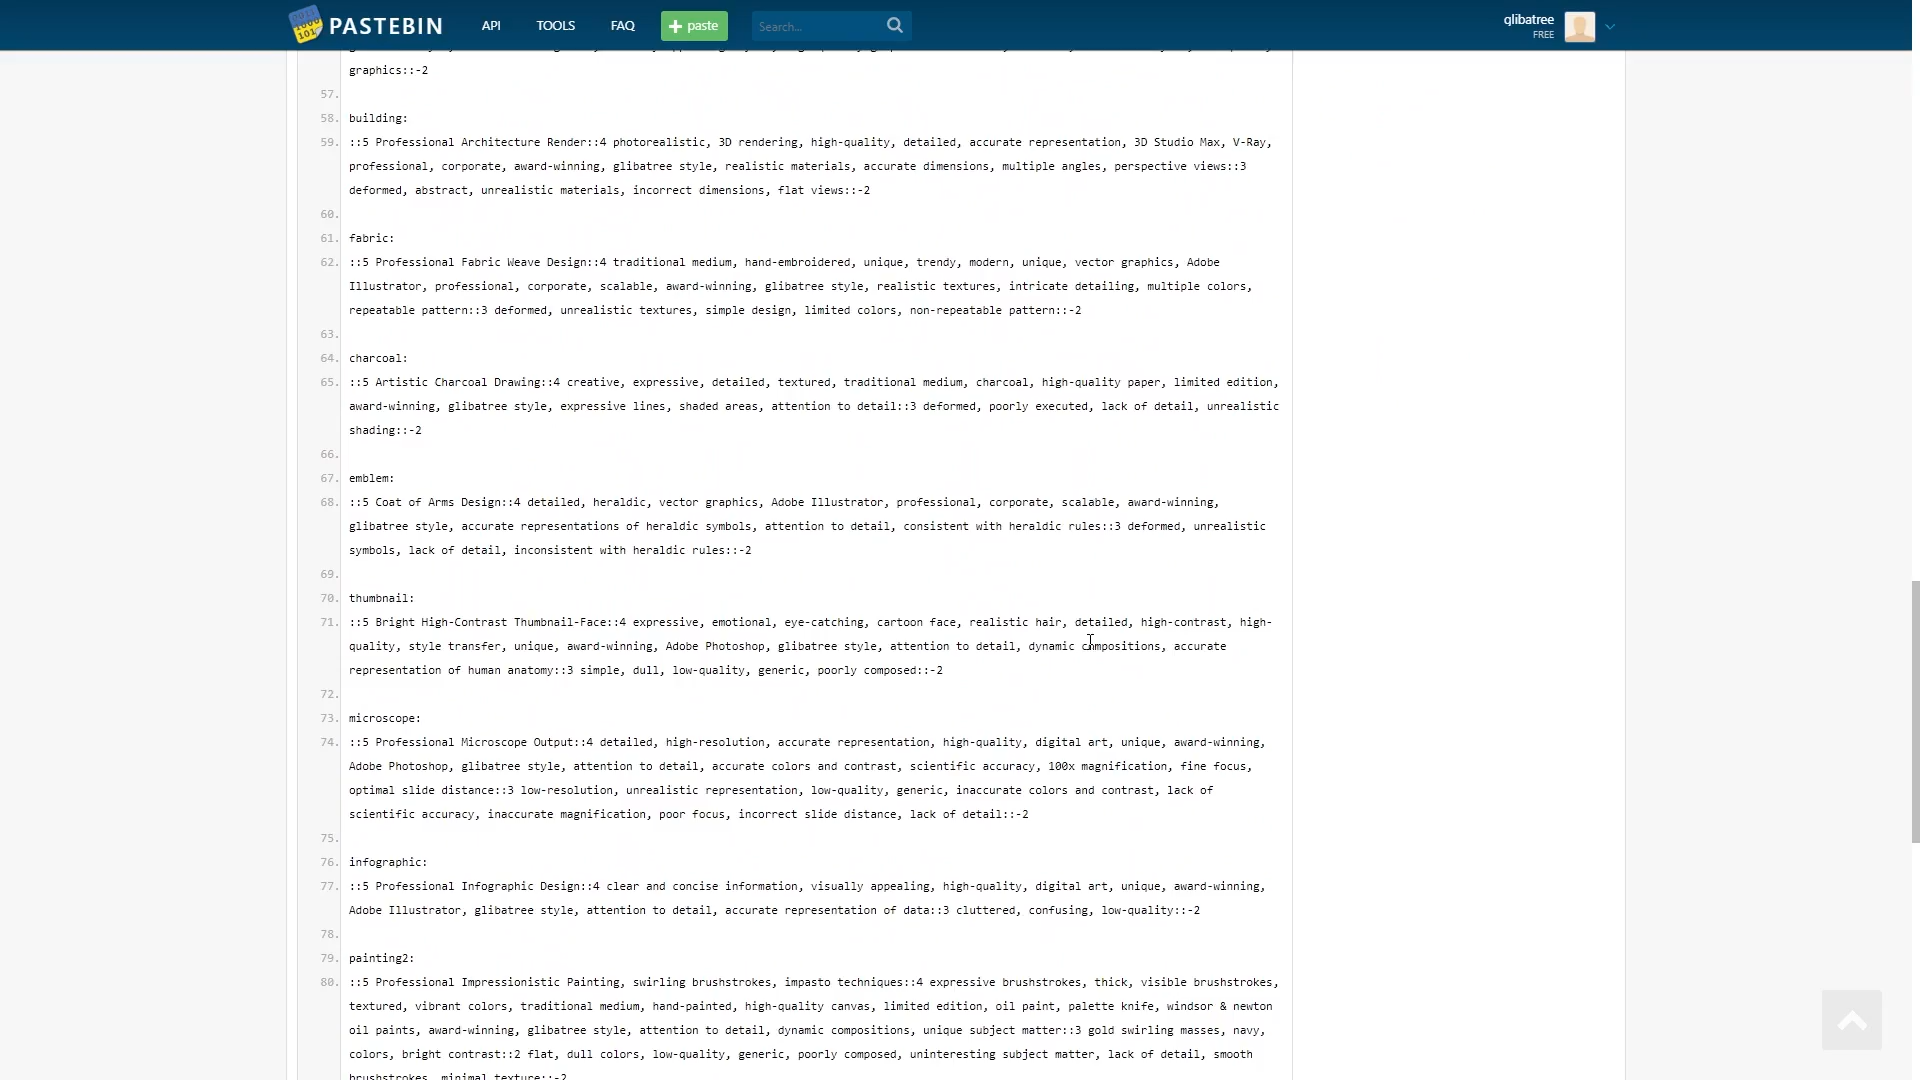 PASTEBIN
API
TOOLS
FAQ
+ paste
Search...
glibatree
FREE
graphics::-2
57.
58. building:
59. ::5 Professional Architecture Render::4 photorealistic, 3D rendering, high-quality, detailed, accurate representation, 3D Studio Max, V-Ray,
professional, corporate, award-winning, glibatree style, realistic materials, accurate dimensions, multiple angles, perspective views::3
deformed, abstract, unrealistic materials, incorrect dimensions, flat views::-2
60.
61. fabric:
62. ::5 Professional Fabric Weave Design::4 traditional medium, hand-embroidered, unique, trendy, modern, unique, vector graphics, Adobe
Illustrator, professional, corporate, scalable, award-winning, glibatree style, realistic textures, intricate detailing, multiple colors,
repeatable pattern::3 deformed, unrealistic textures, simple design, limited colors, non-repeatable pattern::-2
63.
64. charcoal:
65. ::5 Artistic Charcoal Drawing::4 creative, expressive, detailed, textured, traditional medium, charcoal, high-quality paper, limited edition,
award-winning, glibatree style, expressive lines, shaded areas, attention to detail::3 deformed, poorly executed, lack of detail, unrealistic
shading::-2
66.
67. emblem:
68. ::5 Coat of Arms Design::4 detailed, heraldic, vector graphics, Adobe Illustrator, professional, corporate, scalable, award-winning,
glibatree style, accurate representations of heraldic symbols, attention to detail, consistent with heraldic rules::3 deformed, unrealistic
symbols, lack of detail, inconsistent with heraldic rules::-2
69.
70. thumbnail:
71. ::5 Bright High-Contrast Thumbnail-Face::4 expressive, emotional, eye-catching, cartoon face, realistic hair, detailed, high-contrast, high-
quality, style transfer, unique, award-winning, Adobe Photoshop, glibatree style, attention to detail, dynamic compositions, accurate
representation of human anatomy::3 simple, dull, low-quality, generic, poorly composed::-2
72.
73. microscope:
74. ::5 Professional Microscope Output::4 detailed, high-resolution, accurate representation, high-quality, digital art, unique, award-winning,
Adobe Photoshop, glibatree style, attention to detail, accurate colors and contrast, scientific accuracy, 100x magnification, fine focus,
optimal slide distance::3 low-resolution, unrealistic representation, low-quality, generic, inaccurate colors and contrast, lack of
scientific accuracy, inaccurate magnification, poor focus, incorrect slide distance, lack of detail::-2
75.
76. infographic:
77. ::5 Professional Infographic Design::4 clear and concise information, visually appealing, high-quality, digital art, unique, award-winning,
Adobe Illustrator, glibatree style, attention to detail, accurate representation of data::3 cluttered, confusing, low-quality::-2
78.
79. painting2:
80. ::5 Professional Impressionistic Painting, swirling brushstrokes, impasto techniques::4 expressive brushstrokes, thick, visible brushstrokes,
textured, vibrant colors, traditional medium, hand-painted, high-quality canvas, limited edition, oil paint, palette knife, windsor & newton
oil paints, award-winning, glibatree style, attention to detail, dynamic compositions, unique subject matter::3 gold swirling masses, navy,
colors, bright contrast::2 flat, dull colors, low-quality, generic, poorly composed, uninteresting subject matter, lack of detail, smooth
brushstrokes, minimal texture::-2